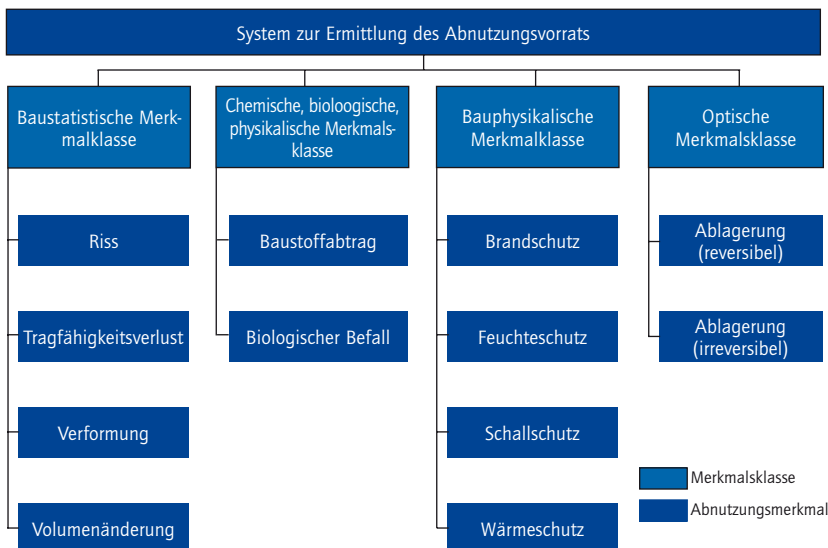 System zur Ermittlung des Abnutzungsvorrats
Baustatistische Merk-
malklasse
Chemische, bioloogische,
physikalische Merkmals-
klasse
Bauphysikalische
Merkmalklasse
Optische
Merkmalsklasse
Riss
Baustoffabtrag
Brandschutz
Ablagerung
(reversibel)
Tragfähigkeitsverlust
Biologischer Befall
Feuchteschutz
Ablagerung
(irreversibel)
Verformung
Schallschutz
Volumenänderung
Wärmeschutz
Merkmalsklasse
Abnutzungsmerkmal